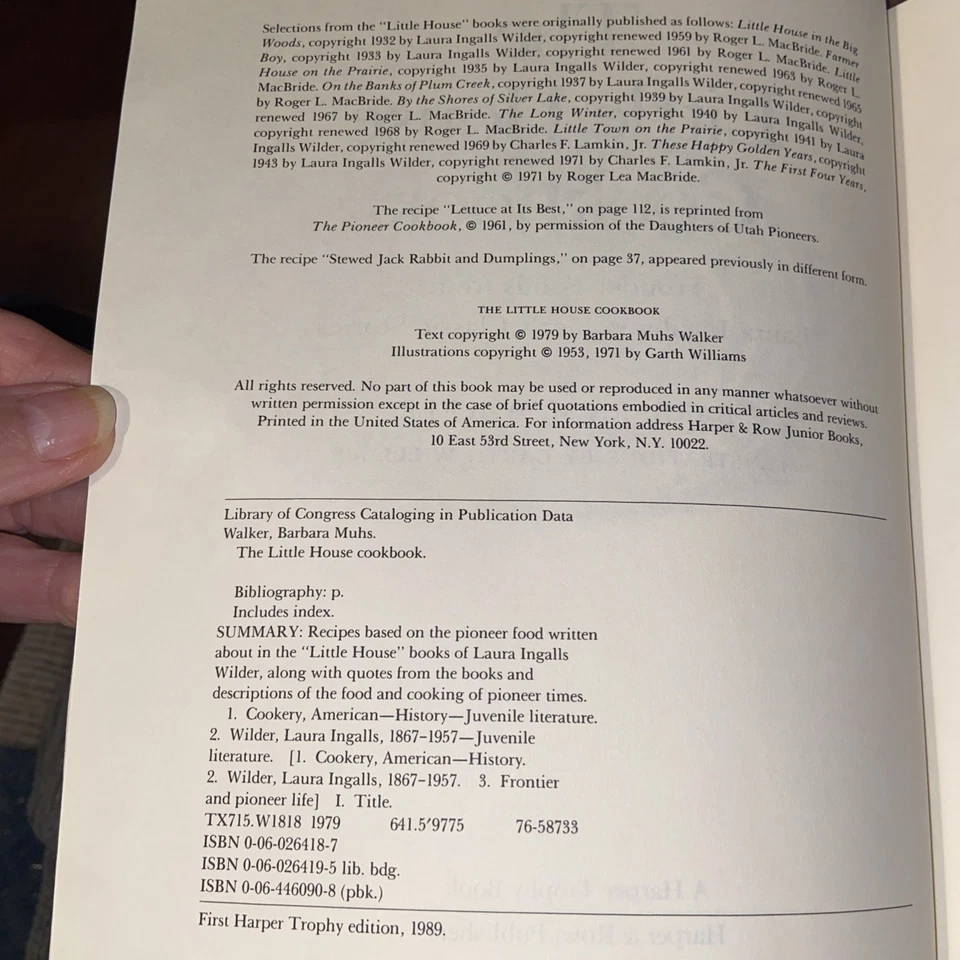 Selections from the "Little House" books were originally published as follows: Little House in the Big
Woods, copyright 1932 by Laura Ingalls Wilder, copyright renewed 1959 by Roger L. MacBride. Farmer
Boy, copyright 1933 by Laura Ingalls Wilder, copyright renewed 1961 by Roger L. MacBride. Little
House on the Prairie, copyright 1935 by Laura Ingalls Wilder, copyright renewed 1963 by Roger L.
MacBride. On the Banks of Plum Creek, copyright 1937 by Laura Ingalls Wilder, copyright renewed 1965
by Roger L. MacBride. By the Shores of Silver Lake, copyright 1939 by Laura Ingalls Wilder, copyright
renewed 1967 by Roger L. MacBride. The Long Winter, copyright 1940 by Laura Ingalls Wilder,
copyright renewed 1968 by Roger L. MacBride. Little Town on the Prairie, copyright 1941 by Laura
Ingalls Wilder, copyright renewed 1969 by Charles F. Lamkin, Jr. These Happy Golden Years, copyright
1943 by Laura Ingalls Wilder, copyright renewed 1971 by Charles F. Lamkin, Jr. The First Four Years,
copyright © 1971 by Roger Lea MacBride.
The recipe "Lettuce at Its Best," on page 112, is reprinted from
The Pioneer Cookbook, © 1961, by permission of the Daughters of Utah Pioneers.
The recipe "Stewed Jack Rabbit and Dumplings," on page 37, appeared previously in different form.
THE LITTLE HOUSE COOKBOOK
Text copyright © 1979 by Barbara Muhs Walker
Illustrations copyright © 1953, 1971 by Garth Williams
All rights reserved. No part of this book may be used or reproduced in any manner whatsoever without
written permission except in the case of brief quotations embodied in critical articles and reviews.
Printed in the United States of America. For information address Harper & Row Junior Books,
10 East 53rd Street, New York, N.Y. 10022.
Library of Congress Cataloging in Publication Data
Walker, Barbara Muhs.
The Little House cookbook.
Bibliography: p.
Includes index.
SUMMARY: Recipes based on the pioneer food written
about in the "Little House" books of Laura Ingalls
Wilder, along with quotes from the books and
descriptions of the food and cooking of pioneer times.
1. Cookery, American—History—Juvenile literature.
2. Wilder, Laura Ingalls, 1867–1957—Juvenile
literature. [1. Cookery, American—History.
2. Wilder, Laura Ingalls, 1867–1957. 3. Frontier
and pioneer life] I. Title.
TX715.W1818 1979 641.5′9775 76-58733
ISBN 0-06-026418-7
ISBN 0-06-026419-5 lib. bdg.
ISBN 0-06-446090-8 (pbk.)
First Harper Trophy edition, 1989.